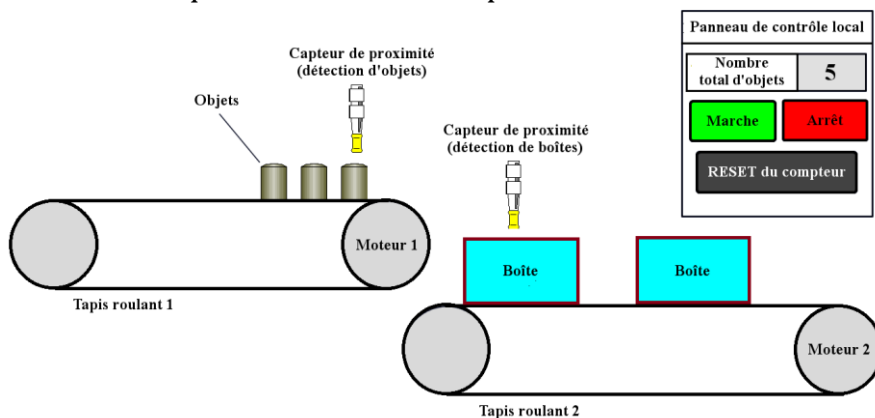 Panneau de contrôle local
Nombre
total d'objets
5
Marche
Arrêt
RESET du compteur
Capteur de proximité
(détection d'objets)
Objets
Capteur de proximité
(détection de boîtes)
Moteur 1
Boîte
Boîte
Tapis roulant 1
Moteur 2
Tapis roulant 2